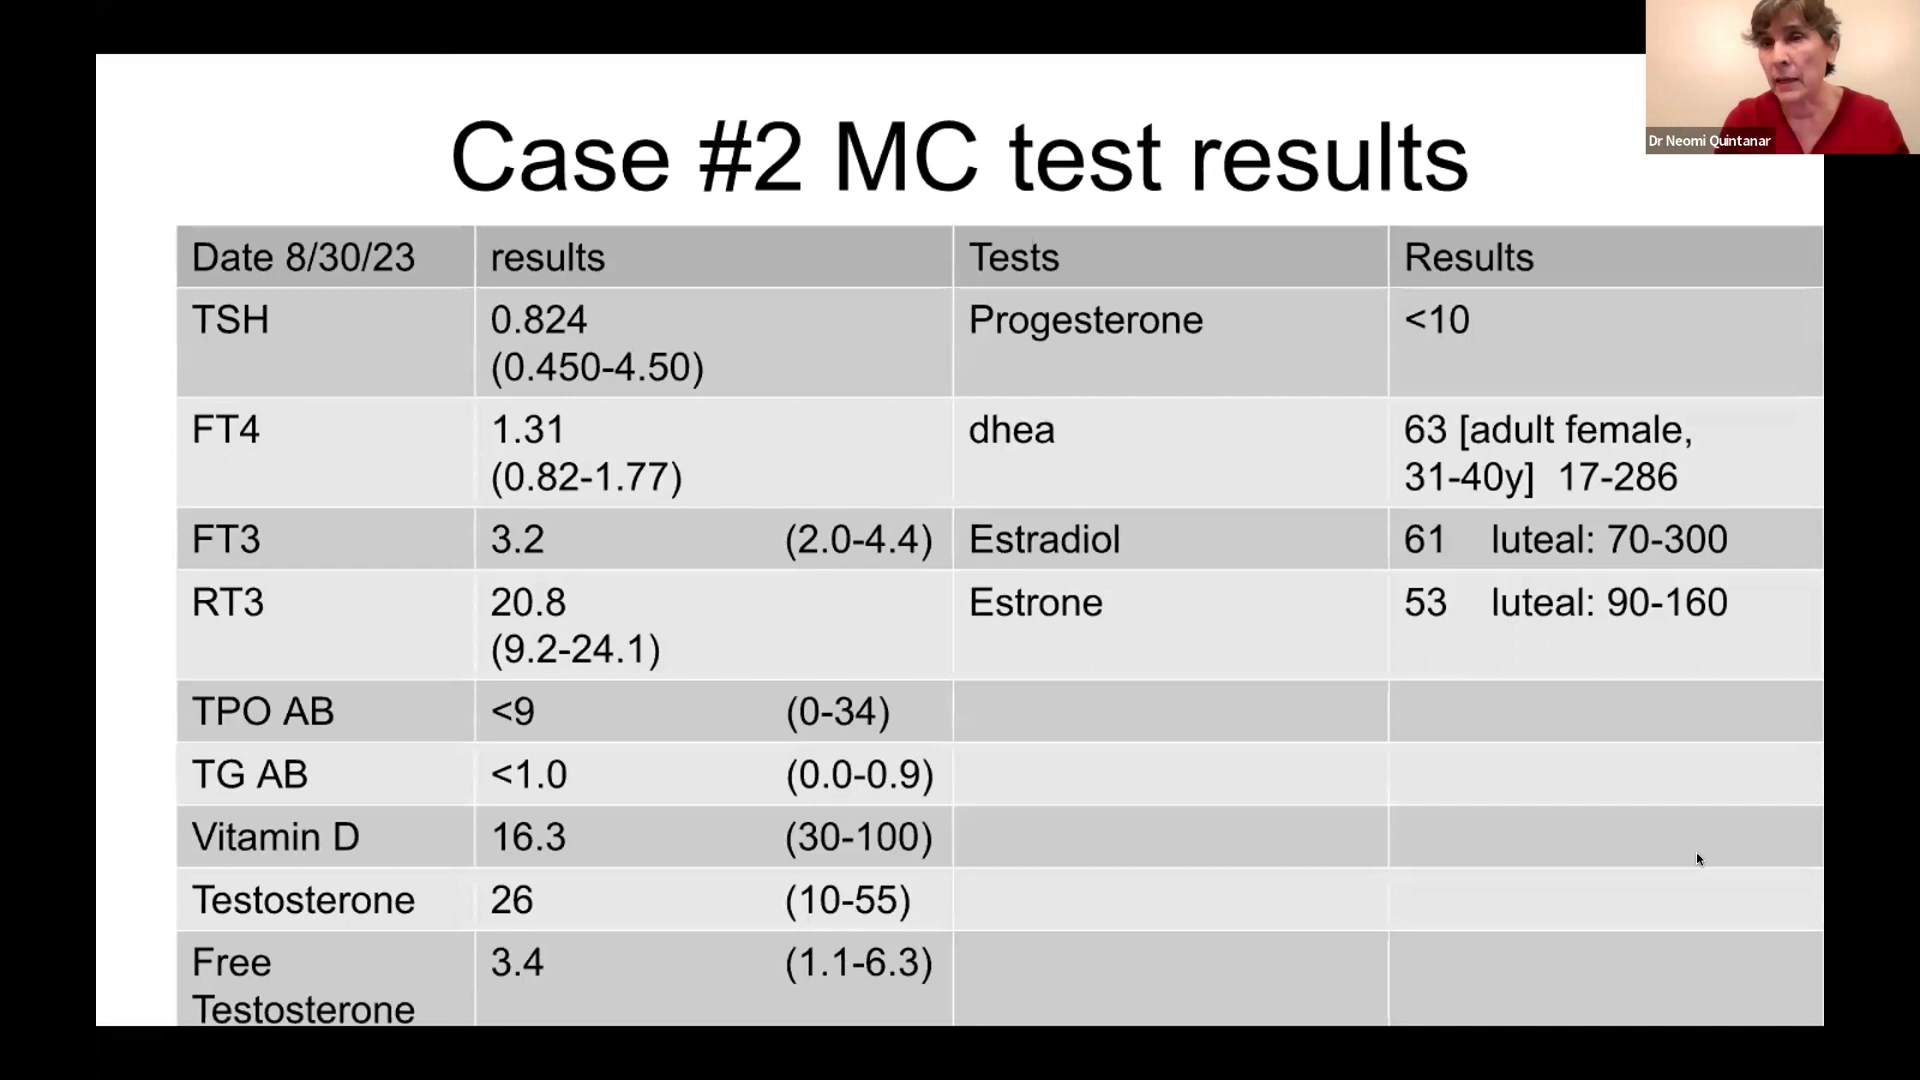 Dr Neomi Quintanar
Case #2 MC test results
Date 8/30/23 results Tests Results
TSH 0.824 Progesterone <10
(0.450-4.50)
FT4 1.31 dhea 63 [adult female,
(0.82-1.77) 31-40y] 17-286
FT3 3.2 (2.0-4.4) Estradiol 61 luteal: 70-300
RT3 20.8 Estrone 53 luteal: 90-160
(9.2-24.1)
TPO AB <9 (0-34)
TG AB <1.0 (0.0-0.9)
Vitamin D 16.3 (30-100)
Testosterone 26 (10-55)
Free 3.4 (1.1-6.3)
Testosterone